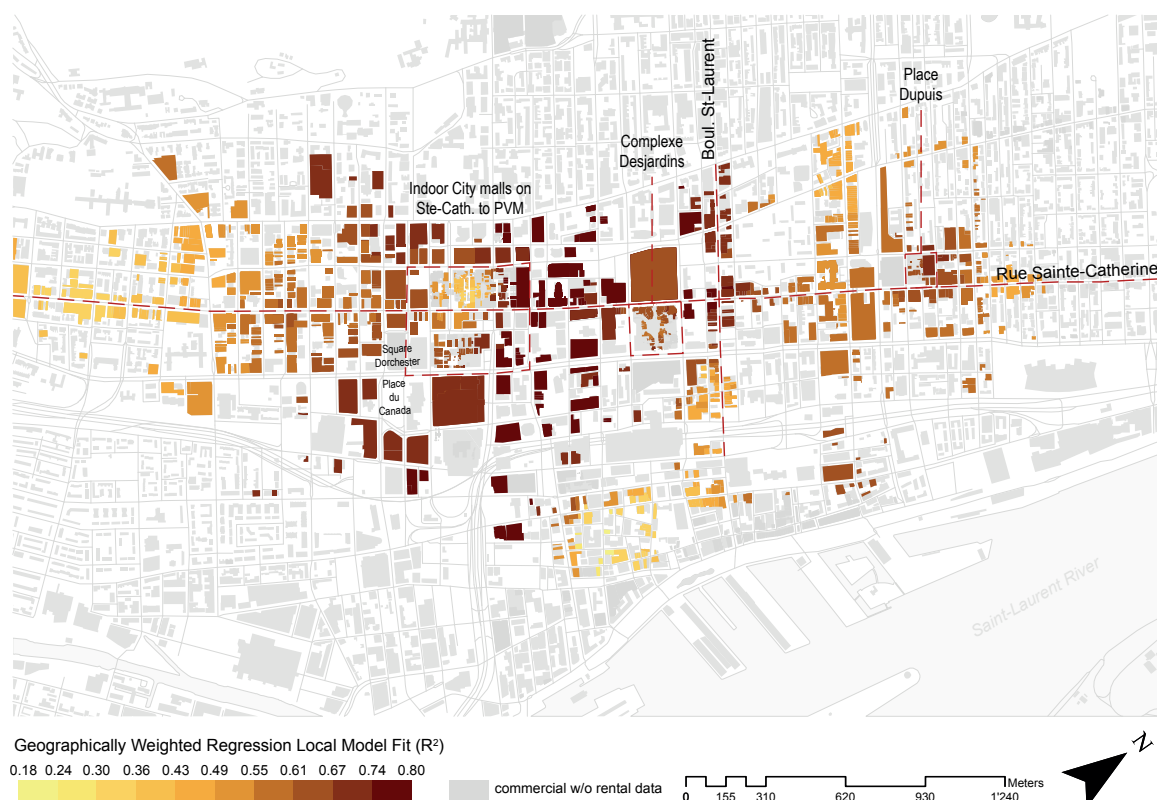 Place
Dupuis
Boul. St-Laurent
Complexe
Desjardins
Indoor City malls on
Ste-Cath. to PVM
Rue Sainte-Catherine
Square
Dorchester
Place
du
Canada
Saint-Laurent River
Geographically Weighted Regression Local Model Fit (R²)
0.18 0.24 0.30 0.36 0.43 0.49 0.55 0.61 0.67 0.74 0.80
commercial w/o rental data
Meters
0 155 310 620 930 1'240
N